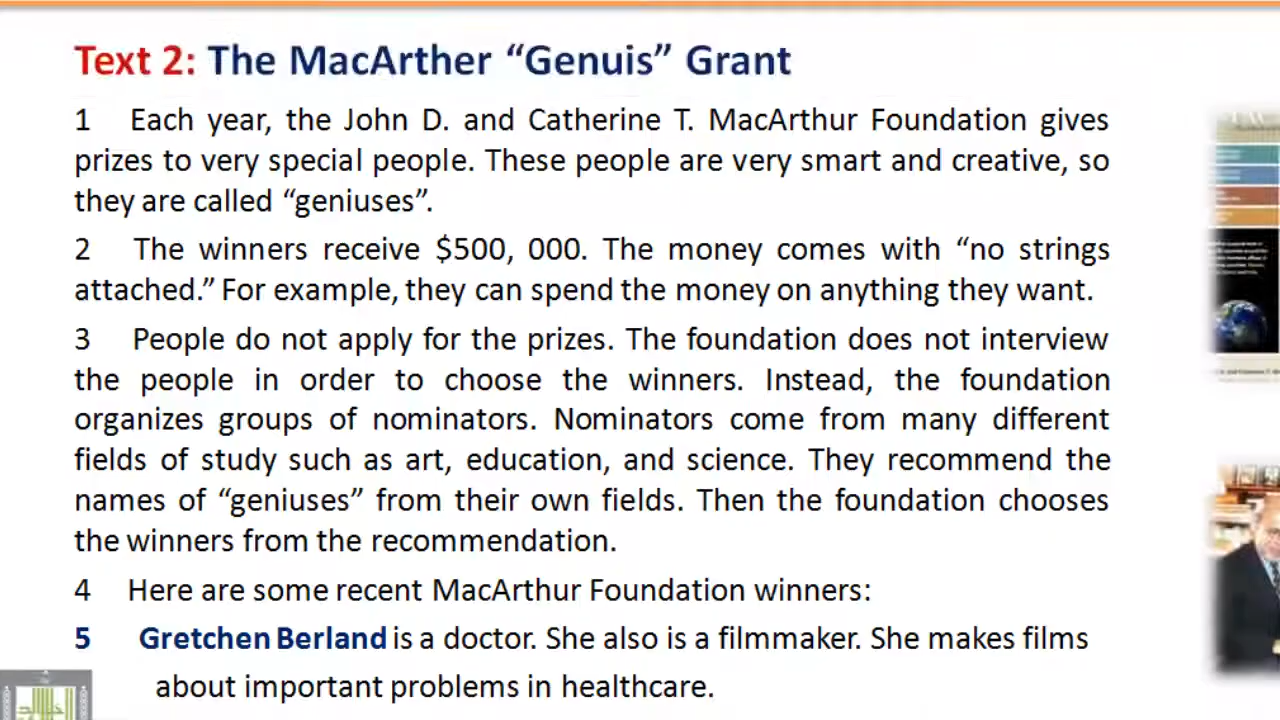 Text 2: The MacArther “Genuis” Grant
1 Each year, the John D. and Catherine T. MacArthur Foundation gives
prizes to very special people. These people are very smart and creative, so
they are called “geniuses”.
2 The winners receive $500, 000. The money comes with “no strings
attached.” For example, they can spend the money on anything they want.
3 People do not apply for the prizes. The foundation does not interview
the people in order to choose the winners. Instead, the foundation
organizes groups of nominators. Nominators come from many different
fields of study such as art, education, and science. They recommend the
names of “geniuses” from their own fields. Then the foundation chooses
the winners from the recommendation.
4 Here are some recent MacArthur Foundation winners:
5 Gretchen Berland is a doctor. She also is a filmmaker. She makes films
about important problems in healthcare.